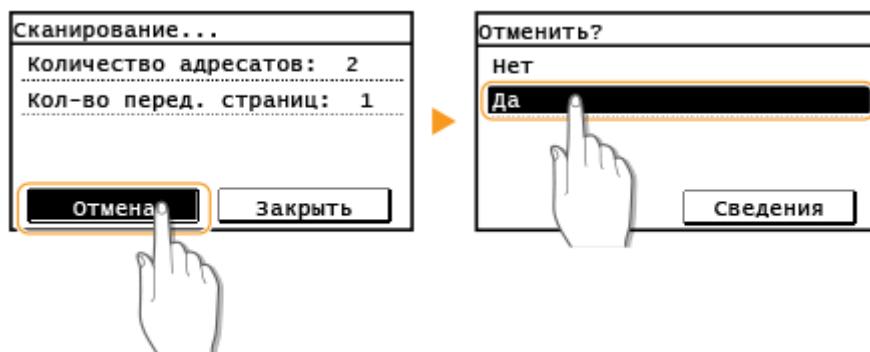 Сканирование...
Количество адресатов: 2
Кол-во перед. страниц: 1
Отмена
Закрыть
Отменить?
Нет
Да
Сведения